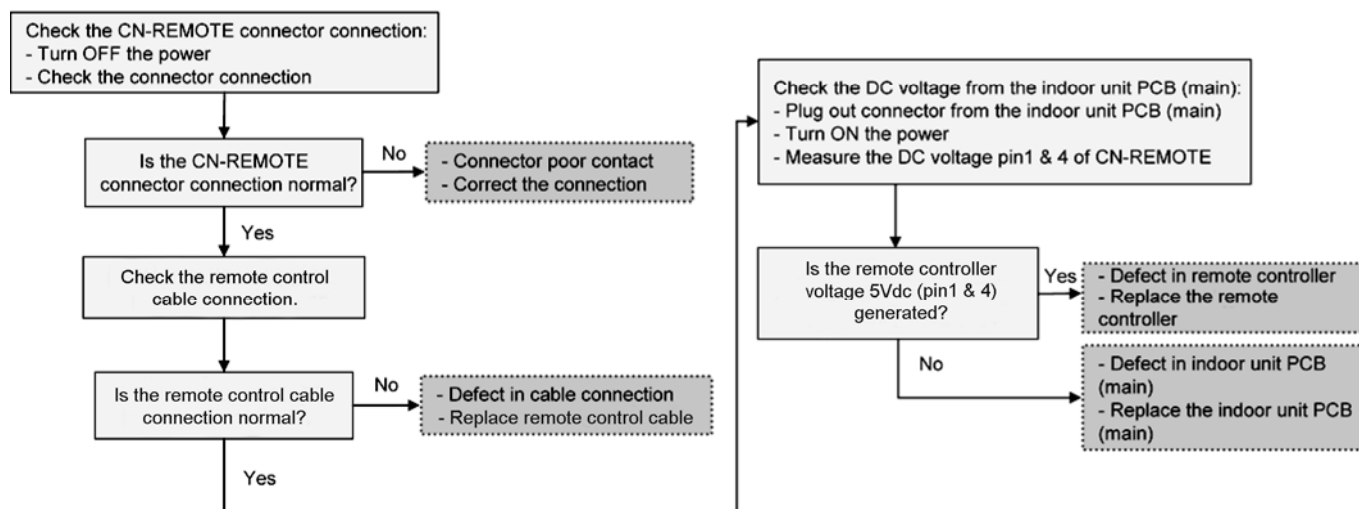 Check the CN-REMOTE connector connection:
- Turn OFF the power
- Check the connector connection
Is the CN-REMOTE
connector connection normal?
No
- Connector poor contact
- Correct the connection
Yes
Check the remote control
cable connection.
Is the remote control cable
connection normal?
No
- Defect in cable connection
- Replace remote control cable
Yes
Check the DC voltage from the indoor unit PCB (main):
- Plug out connector from the indoor unit PCB (main)
- Turn ON the power
- Measure the DC voltage pin1 & 4 of CN-REMOTE
Is the remote controller
voltage 5Vdc (pin1 & 4)
generated?
Yes
- Defect in remote controller
- Replace the remote
controller
No
- Defect in indoor unit PCB
(main)
- Replace the indoor unit PCB
(main)